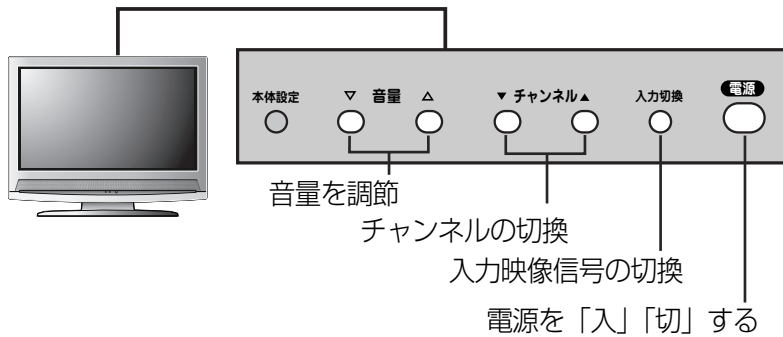 本体設定 ▽ 音量 △ ▼ チャンネル ▲ 入力切換 電源
音量を調節
チャンネルの切換
入力映像信号の切換
電源を「入」「切」する